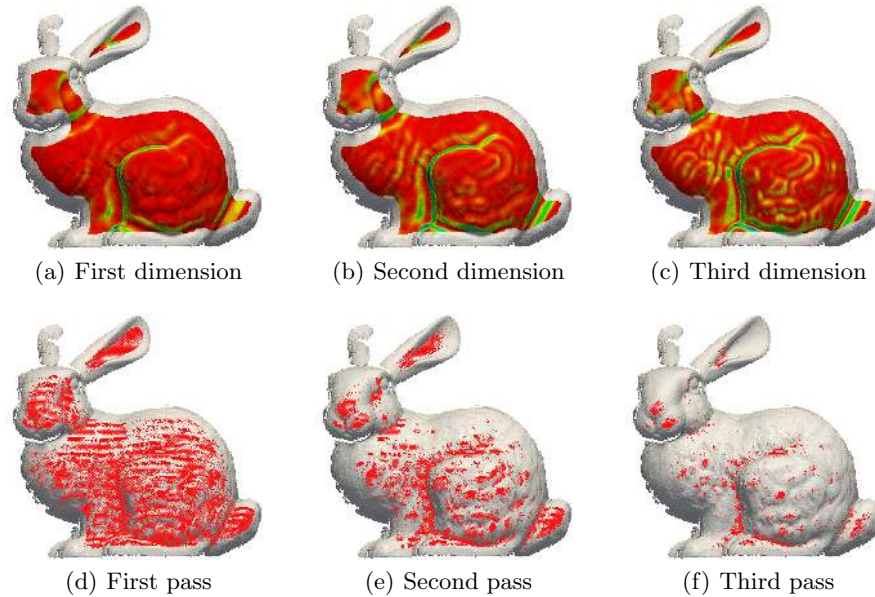 (a) First dimension
(b) Second dimension
(c) Third dimension
(d) First pass
(e) Second pass
(f) Third pass